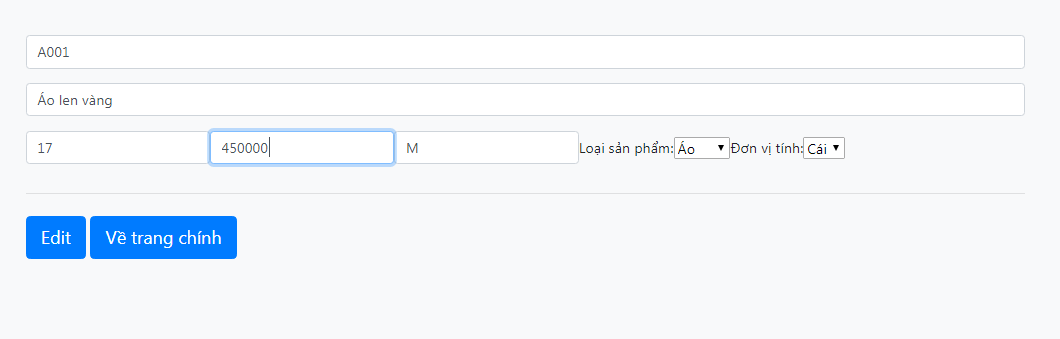 A001
Áo len vàng
17 450000 M Loại sản phẩm: Áo Đơn vị tính: Cái
Edit Về trang chính